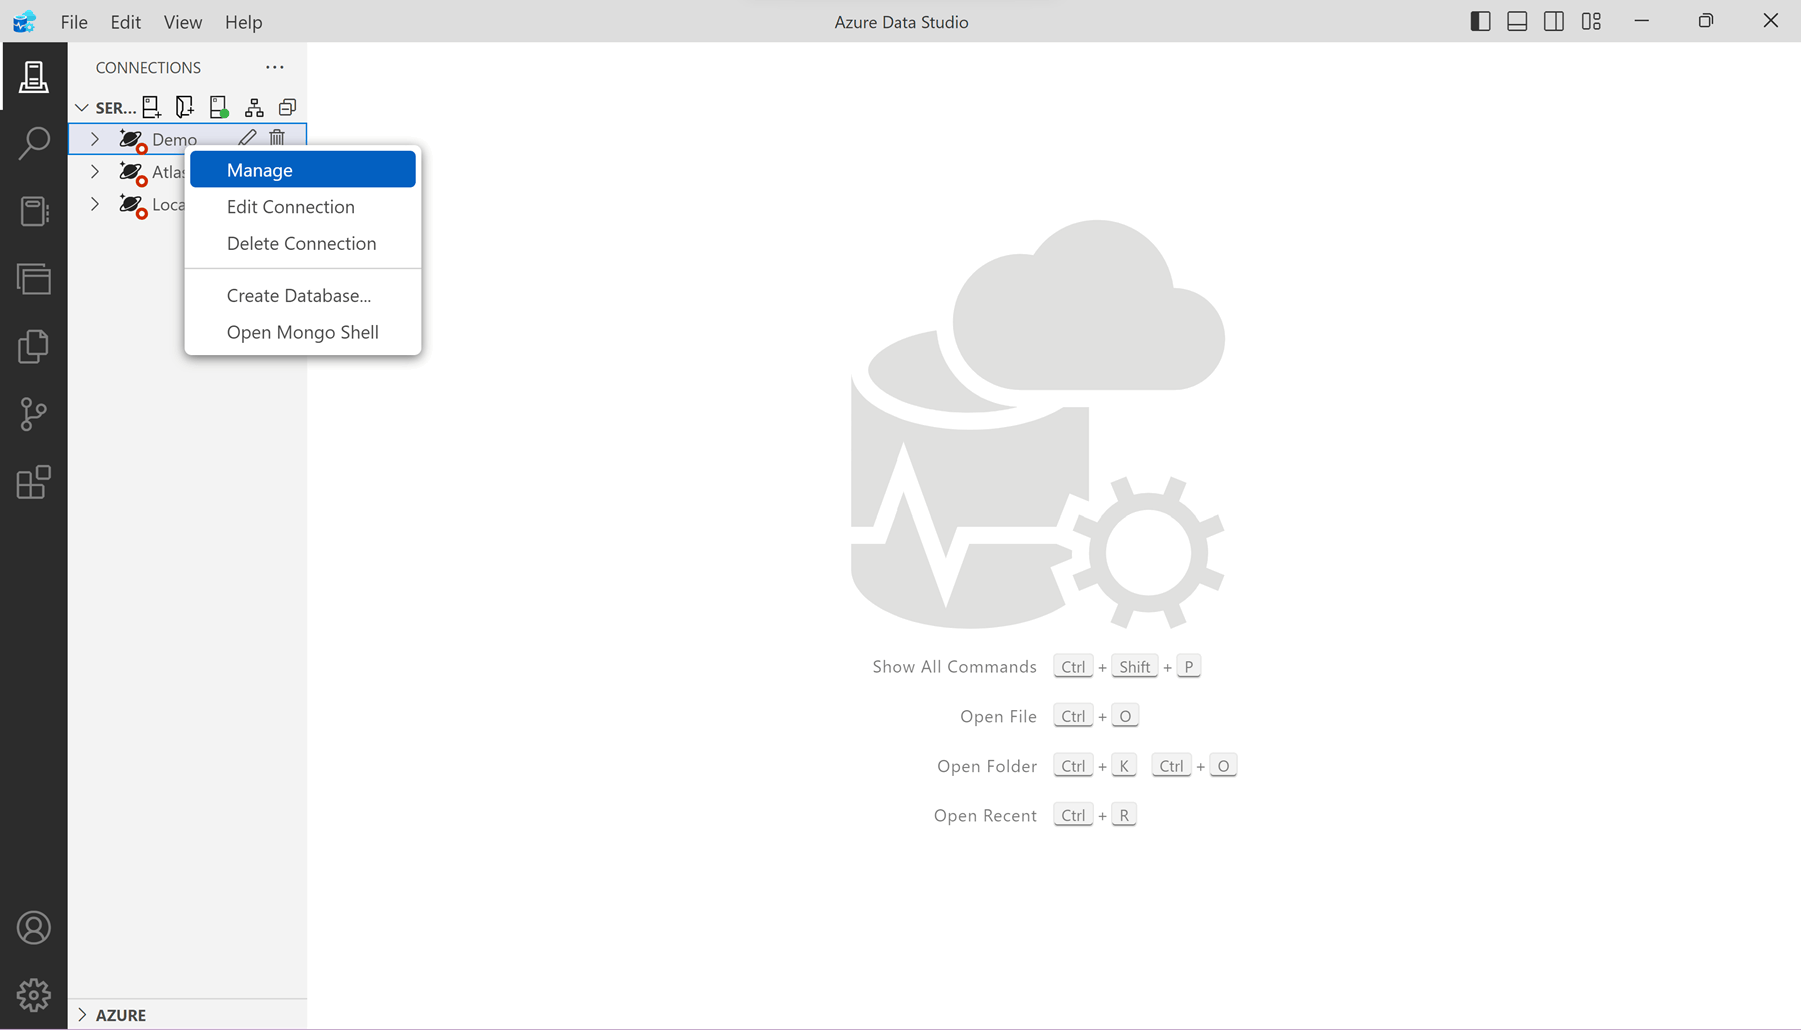 File Edit View Help Azure Data Studio
CONNECTIONS ...
SER...
Demo
Atlas
Loca
Manage
Edit Connection
Delete Connection
Create Database...
Open Mongo Shell
Show All Commands Ctrl + Shift + P
Open File Ctrl + O
Open Folder Ctrl + K Ctrl + O
Open Recent Ctrl + R
AZURE